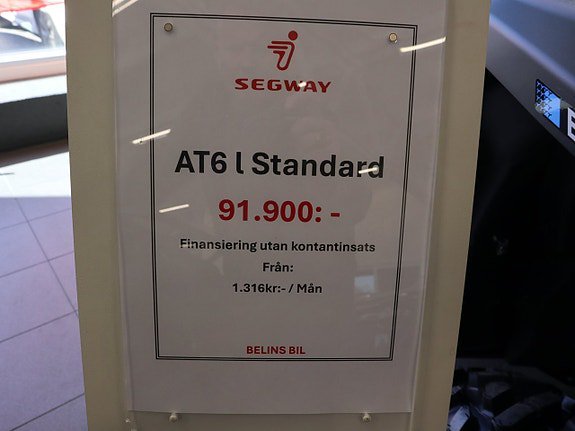 SEGWAY
AT6 l Standard
91.900: -
Finansiering utan kontantinsats
Från:
1.316kr:- / Mån
BELINS BIL